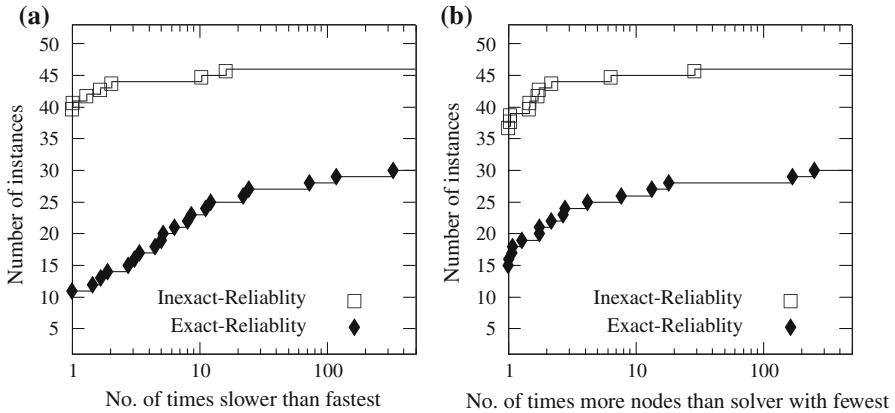 (a)
Number of instances
50
45
40
35
30
25
20
15
10
5
Inexact-Reliablity
Exact-Reliablity
1
10
100
No. of times slower than fastest
(b)
Number of instances
50
45
40
35
30
25
20
15
10
5
Inexact-Reliablity
Exact-Reliablity
1
10
100
No. of times more nodes than solver with fewest